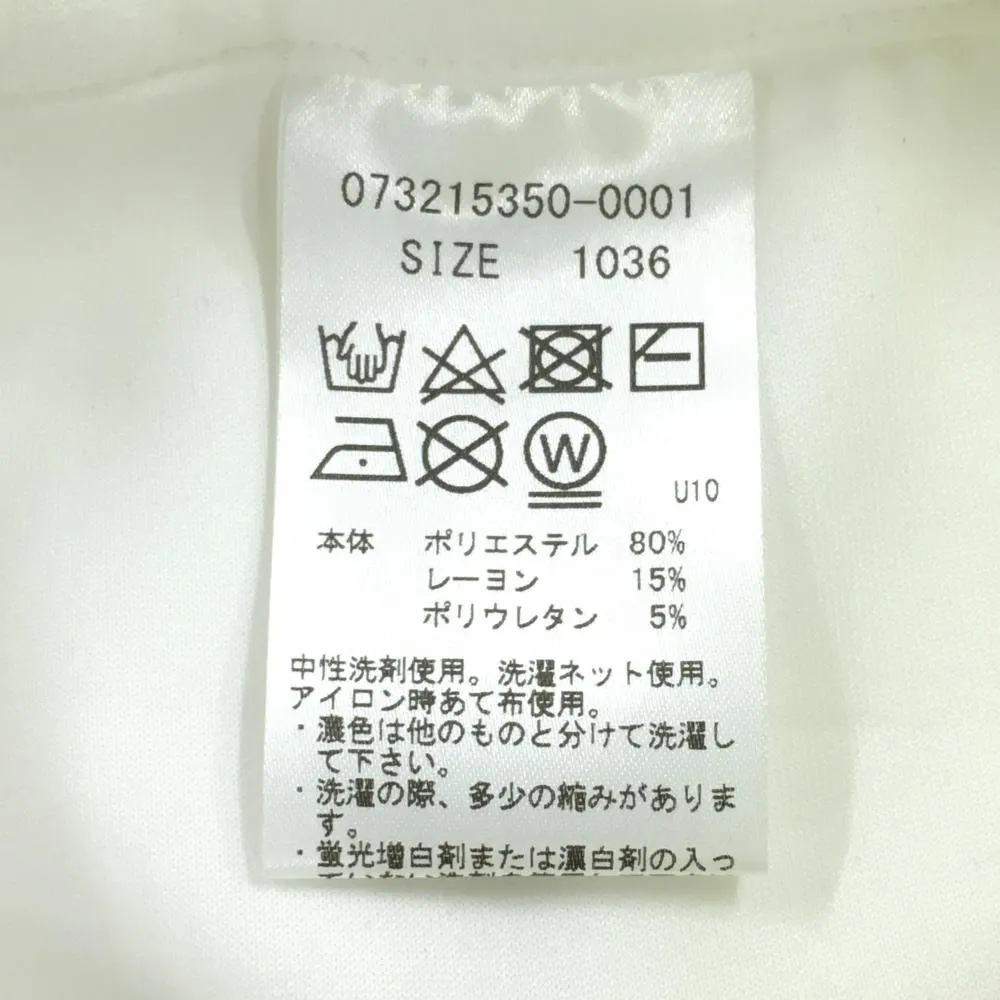 073215350-0001
SIZE 1036
W
U10
本体 ポリエステル 80%
レーヨン 15%
ポリウレタン 5%
中性洗剤使用。洗濯ネット使用。
アイロン時あて布使用。
・濃色は他のものと分けて洗濯し
て下さい。
・洗濯の際、多少の縮みがありま
す。
・蛍光増白剤または漂白剤の入っ